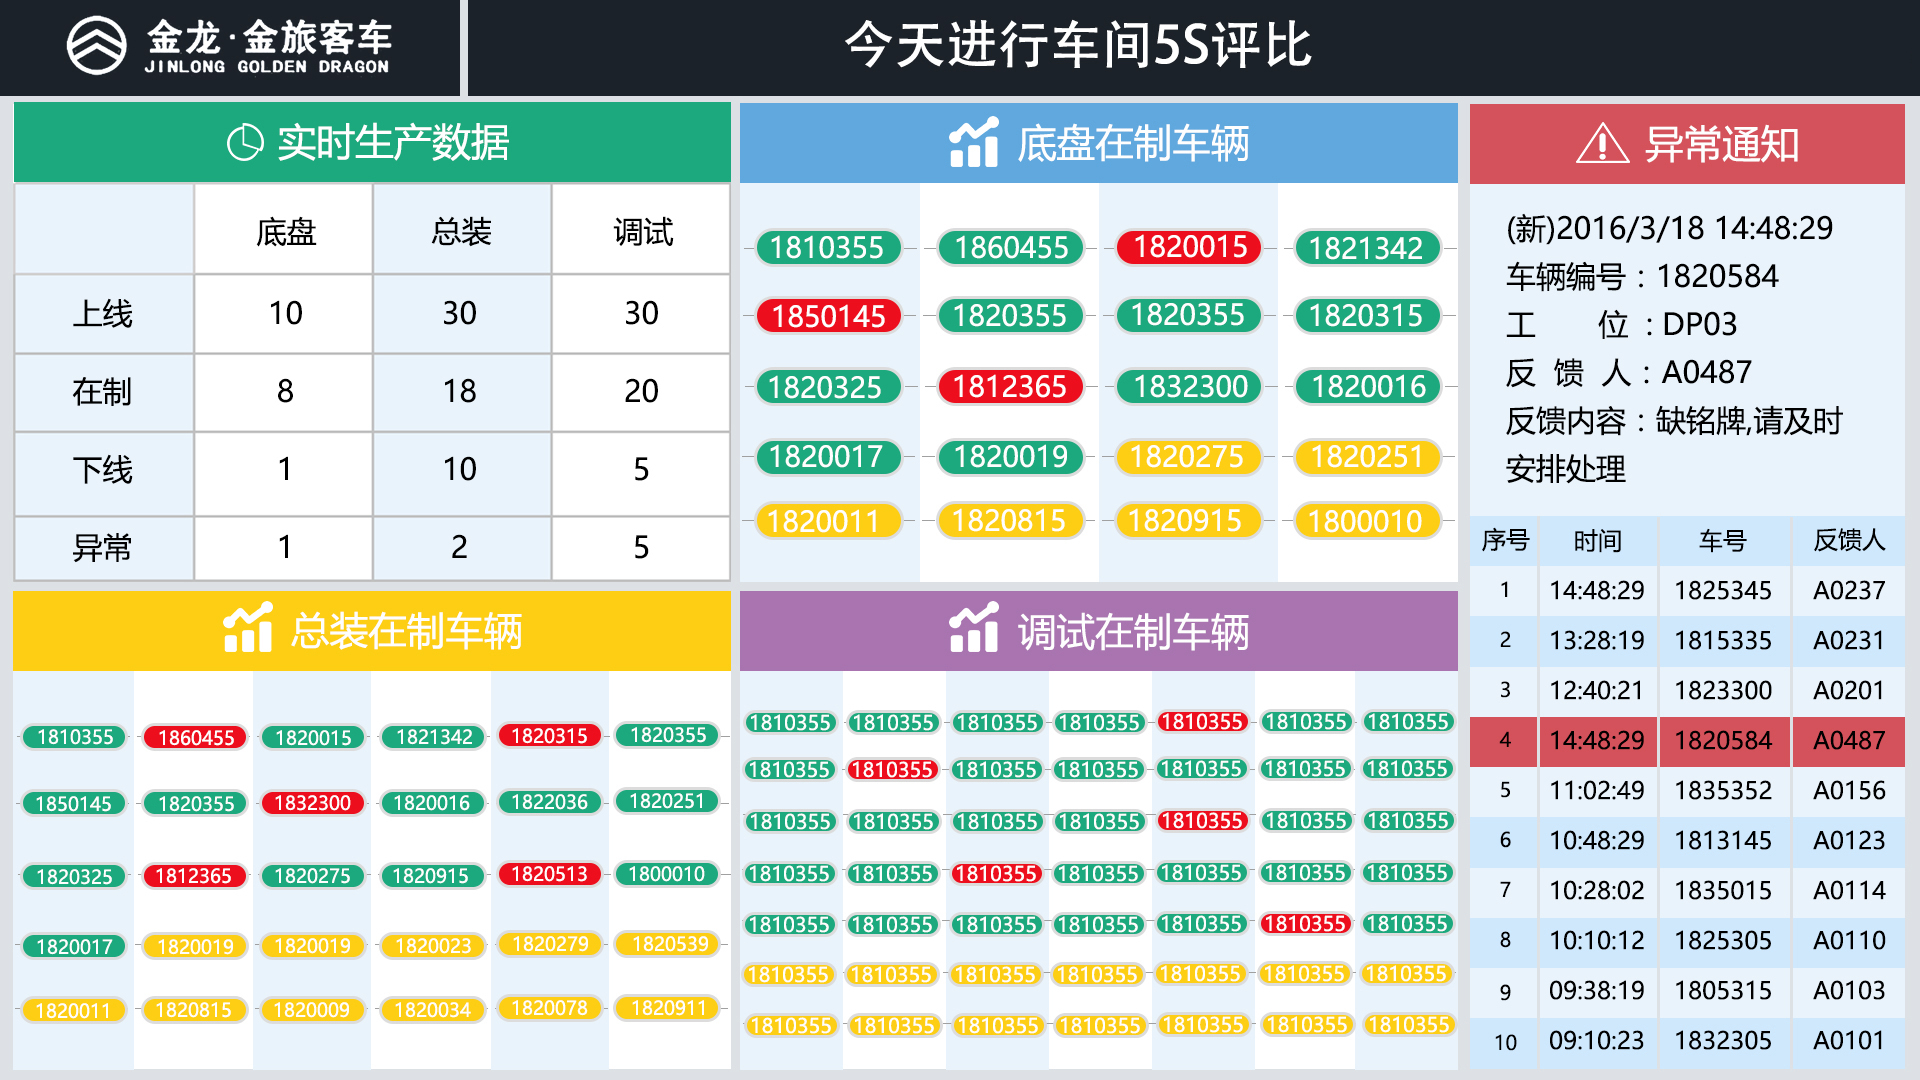 金龙·金旅客车
JINLONG GOLDEN DRAGON
今天进行车间5S评比
实时生产数据
底盘 总装 调试
上线 10 30 30
在制 8 18 20
下线 1 10 5
异常 1 2 5
底盘在制车辆
1810355 1860455 1820015 1821342
1850145 1820355 1820355 1820315
1820325 1812365 1832300 1820016
1820017 1820019 1820275 1820251
1820011 1820815 1820915 1800010
异常通知
(新)2016/3/18 14:48:29
车辆编号：1820584
工 位 ：DP03
反 馈 人：A0487
反馈内容：缺铭牌,请及时
安排处理
序号 时间 车号 反馈人
1 14:48:29 1825345 A0237
2 13:28:19 1815335 A0231
3 12:40:21 1823300 A0201
4 14:48:29 1820584 A0487
5 11:02:49 1835352 A0156
6 10:48:29 1813145 A0123
7 10:28:02 1835015 A0114
8 10:10:12 1825305 A0110
9 09:38:19 1805315 A0103
10 09:10:23 1832305 A0101
总装在制车辆
1810355 1860455 1820015 1821342 1820315 1820355
1850145 1820355 1832300 1820016 1822036 1820251
1820325 1812365 1820275 1820915 1820513 1800010
1820017 1820019 1820019 1820023 1820279 1820539
1820011 1820815 1820009 1820034 1820078 1820911
调试在制车辆
1810355 1810355 1810355 1810355 1810355 1810355 1810355
1810355 1810355 1810355 1810355 1810355 1810355 1810355
1810355 1810355 1810355 1810355 1810355 1810355 1810355
1810355 1810355 1810355 1810355 1810355 1810355 1810355
1810355 1810355 1810355 1810355 1810355 1810355 1810355
1810355 1810355 1810355 1810355 1810355 1810355 1810355
1810355 1810355 1810355 1810355 1810355 1810355 1810355